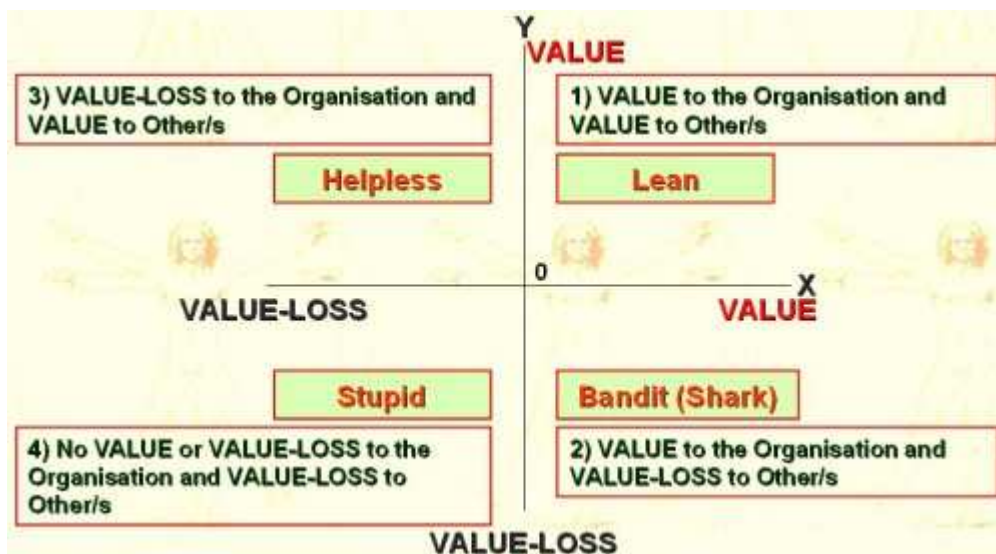 Y
VALUE
3) VALUE-LOSS to the Organisation and
VALUE to Other/s
1) VALUE to the Organisation and
VALUE to Other/s
Helpless
Lean
0
X
VALUE-LOSS
VALUE
Stupid
Bandit (Shark)
4) No VALUE or VALUE-LOSS to the
Organisation and VALUE-LOSS to
Other/s
2) VALUE to the Organisation and
VALUE-LOSS to Other/s
VALUE-LOSS